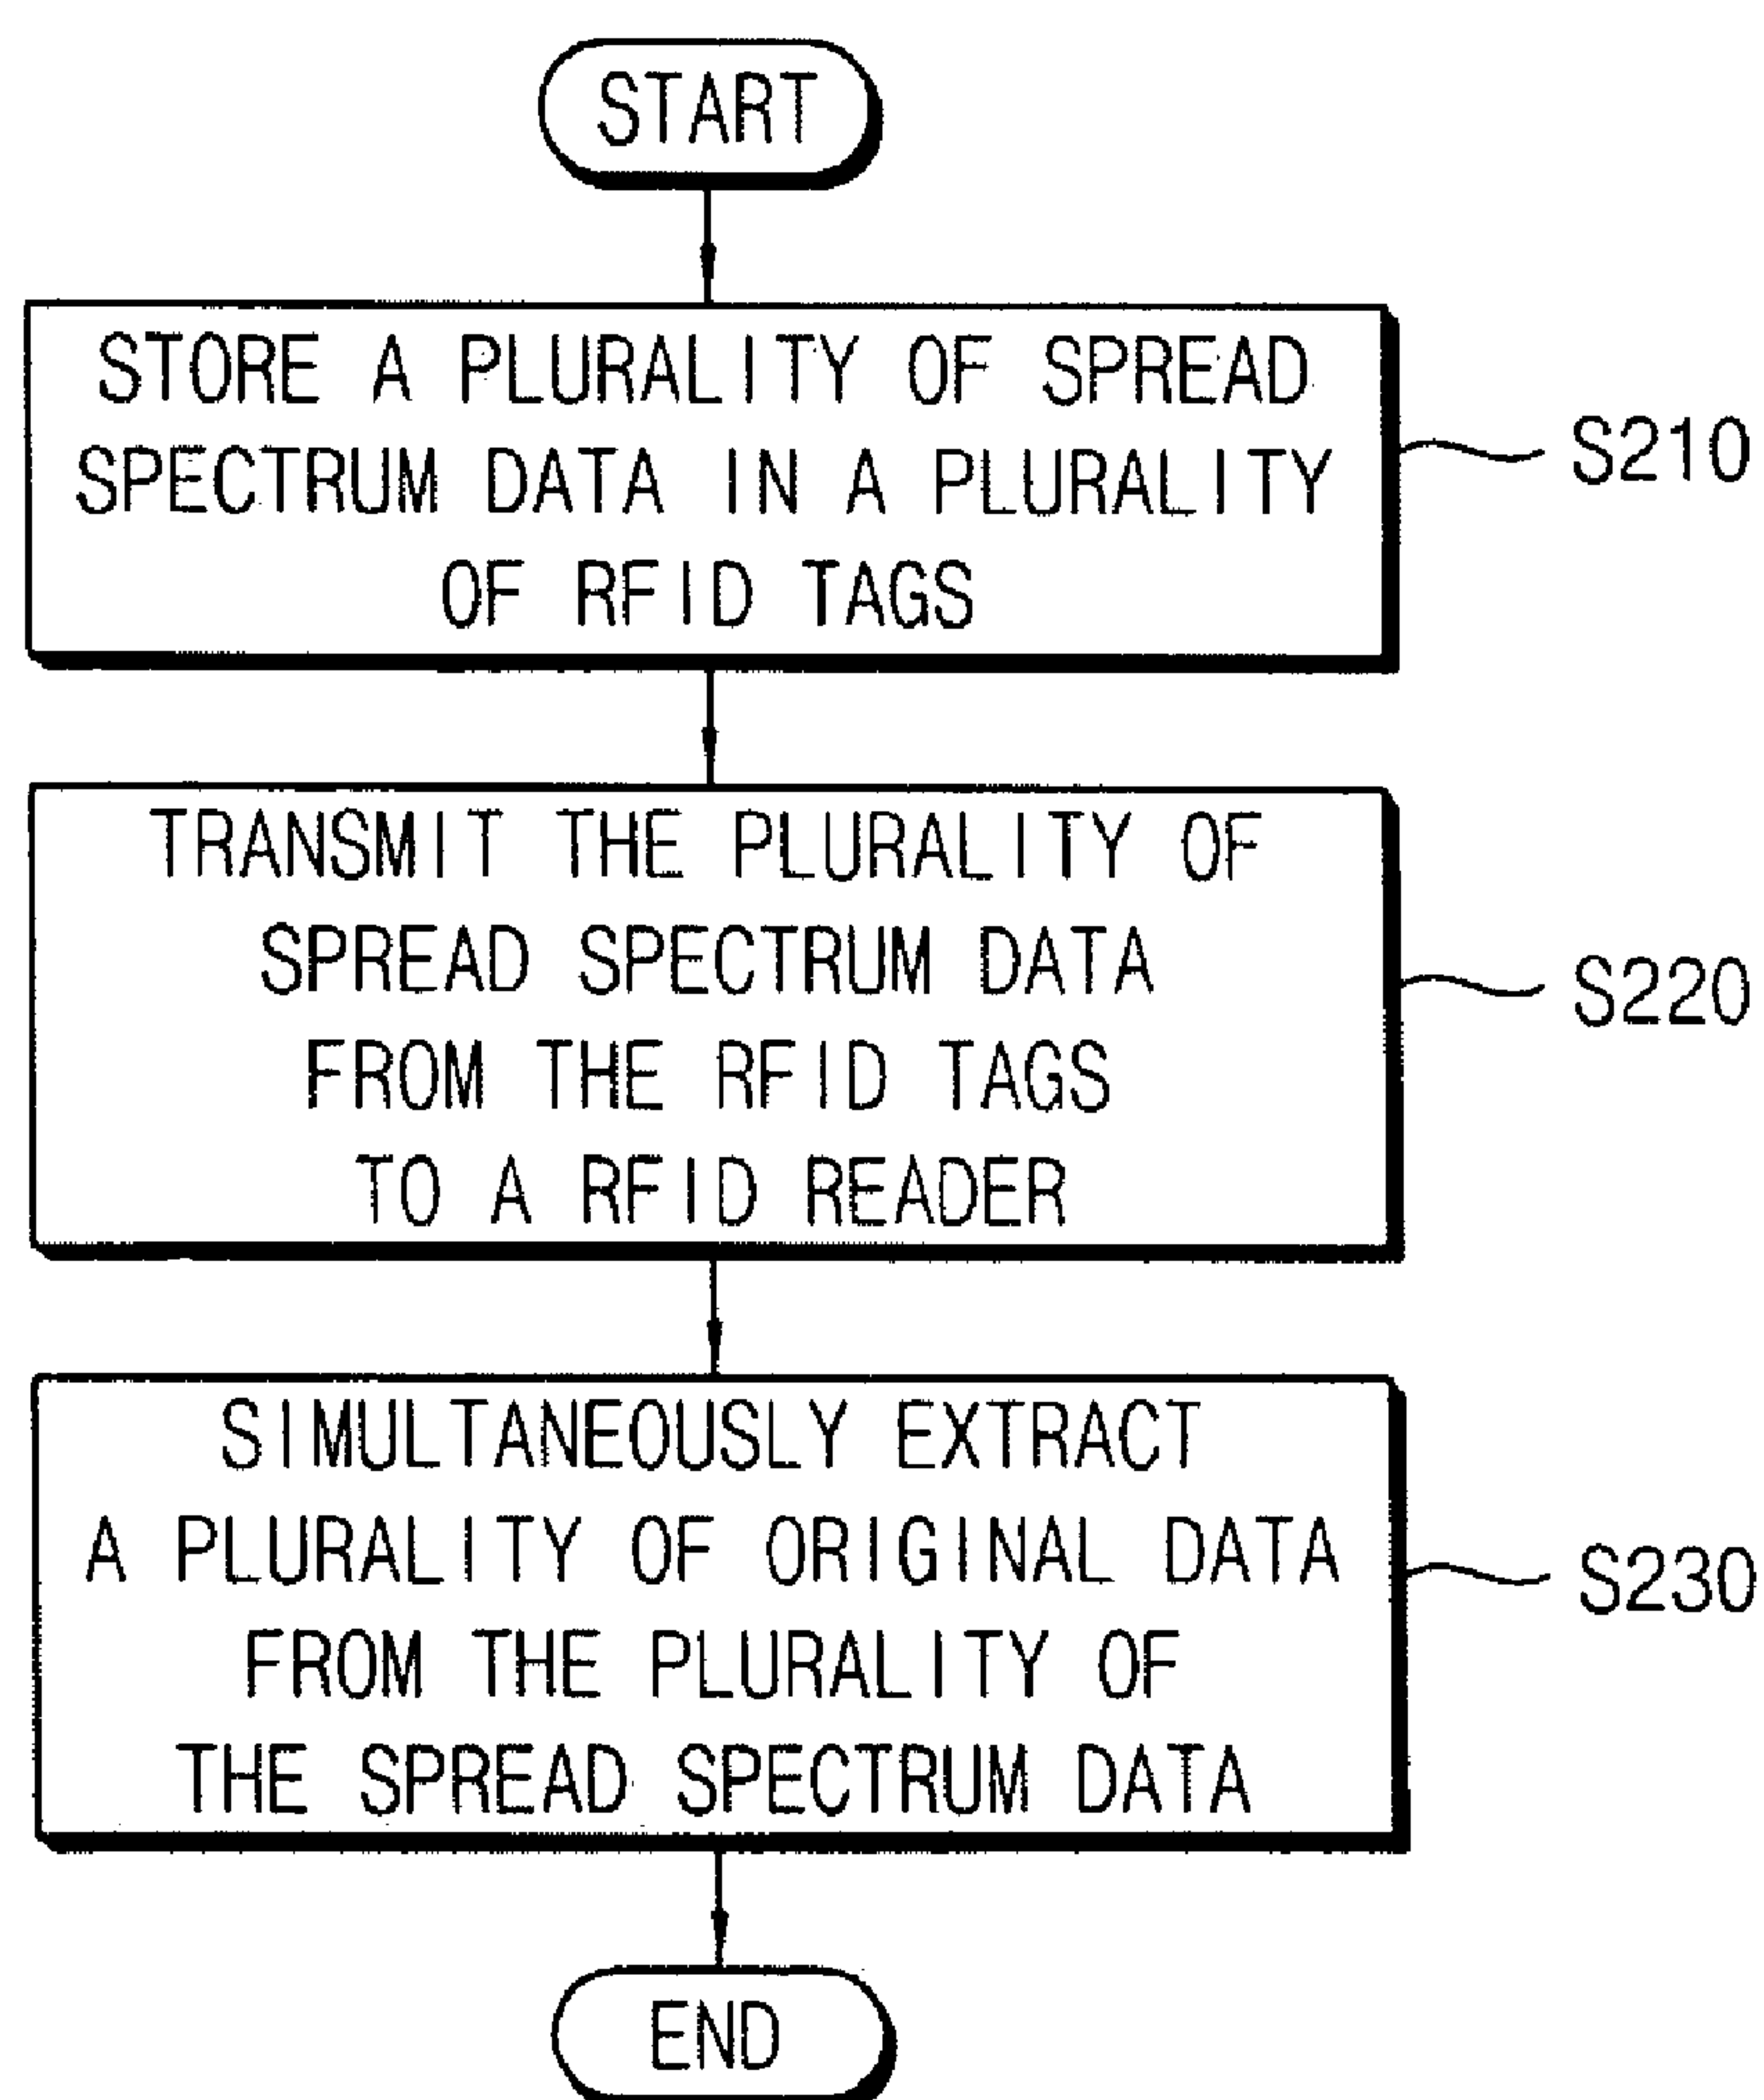 START
STORE A PLURALITY OF SPREAD
SPECTRUM DATA IN A PLURALITY
OF RFID TAGS
S210
TRANSMIT THE PLURALITY OF
SPREAD SPECTRUM DATA
FROM THE RFID TAGS
TO A RFID READER
S220
SIMULTANEOUSLY EXTRACT
A PLURALITY OF ORIGINAL DATA
FROM THE PLURALITY OF
THE SPREAD SPECTRUM DATA
S230
END